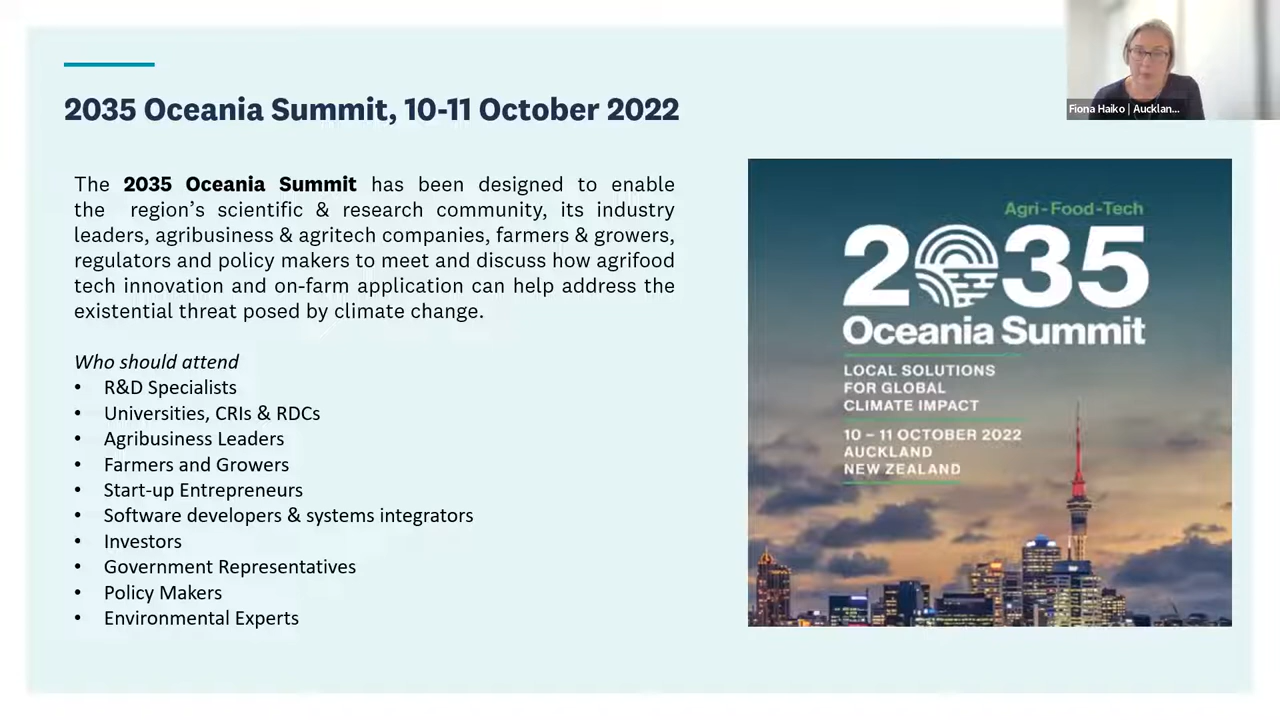 Fiona Haiko | Aucklan...
2035 Oceania Summit, 10-11 October 2022
The 2035 Oceania Summit has been designed to enable
the region's scientific & research community, its industry
leaders, agribusiness & agritech companies, farmers & growers,
regulators and policy makers to meet and discuss how agrifood
tech innovation and on-farm application can help address the
existential threat posed by climate change.
Who should attend
• R&D Specialists
• Universities, CRIs & RDCs
• Agribusiness Leaders
• Farmers and Growers
• Start-up Entrepreneurs
• Software developers & systems integrators
• Investors
• Government Representatives
• Policy Makers
• Environmental Experts
Agri-Food-Tech
2035
Oceania Summit
LOCAL SOLUTIONS
FOR GLOBAL
CLIMATE IMPACT
10 – 11 OCTOBER 2022
AUCKLAND
NEW ZEALAND